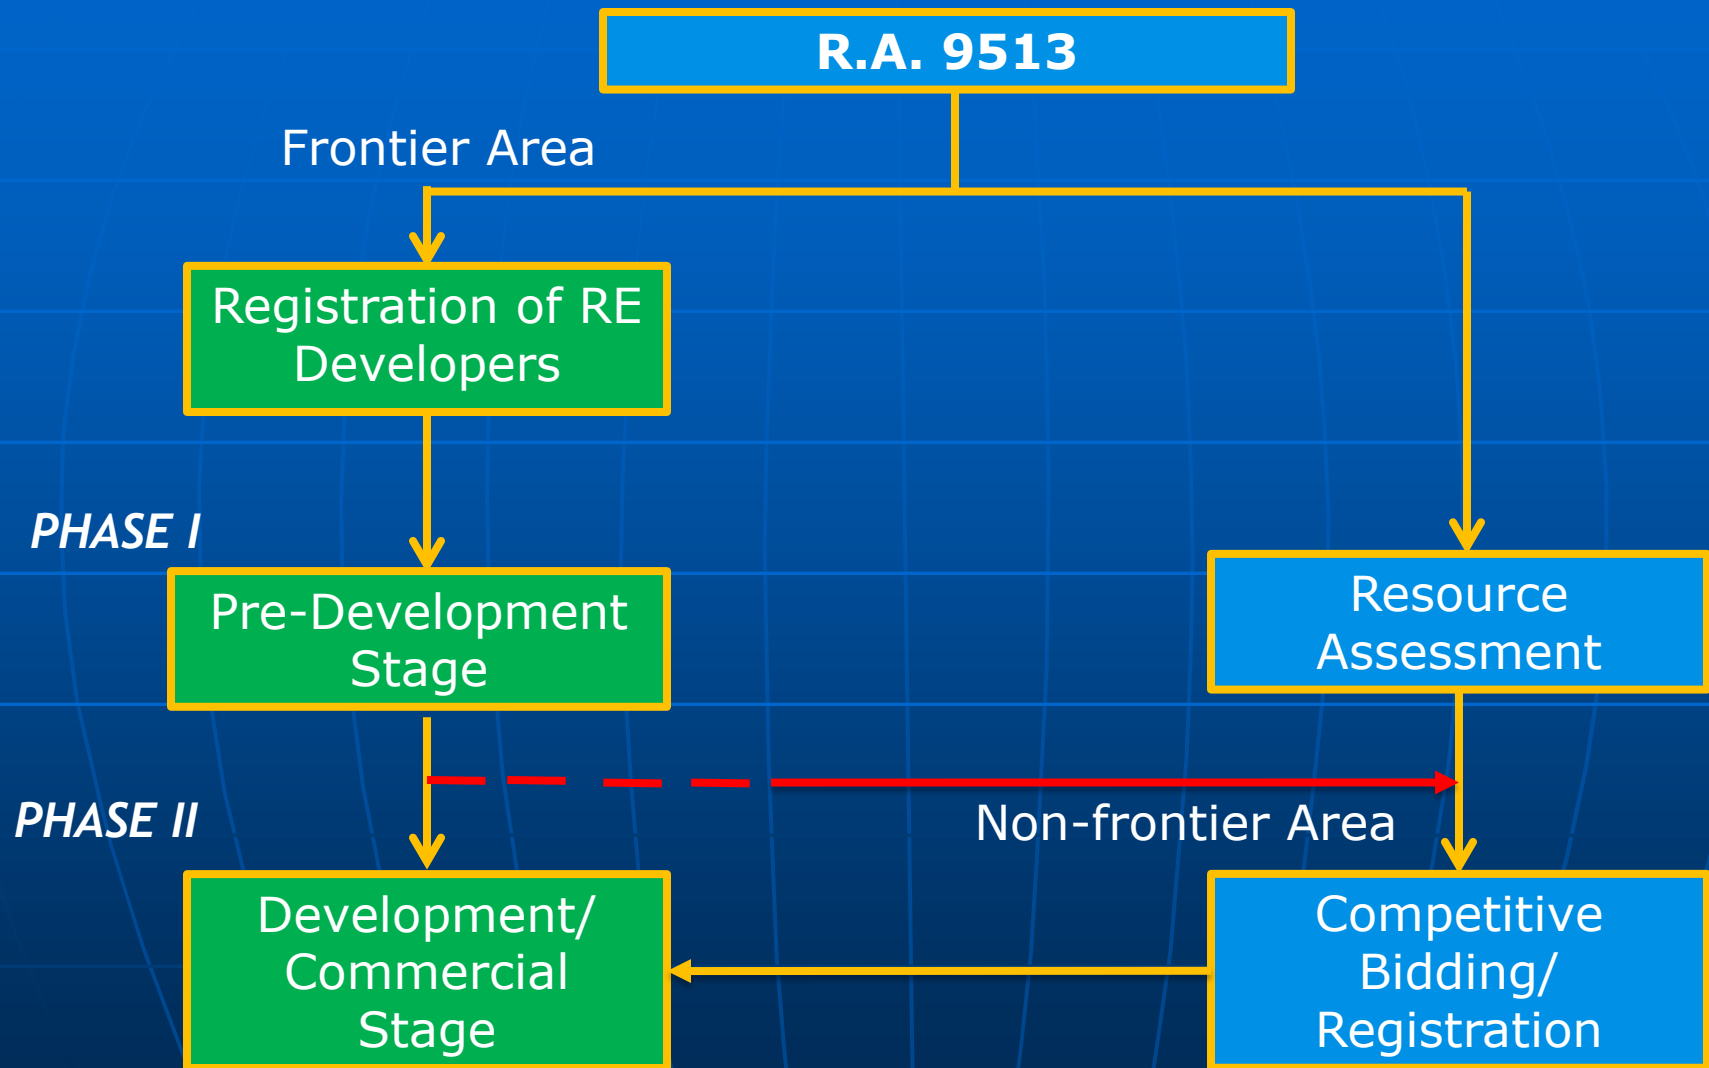 R.A. 9513
Frontier Area
Registration of RE
Developers
PHASE I
Pre-Development
Stage
Resource
Assessment
PHASE II
Non-frontier Area
Development/
Commercial
Stage
Competitive
Bidding/
Registration